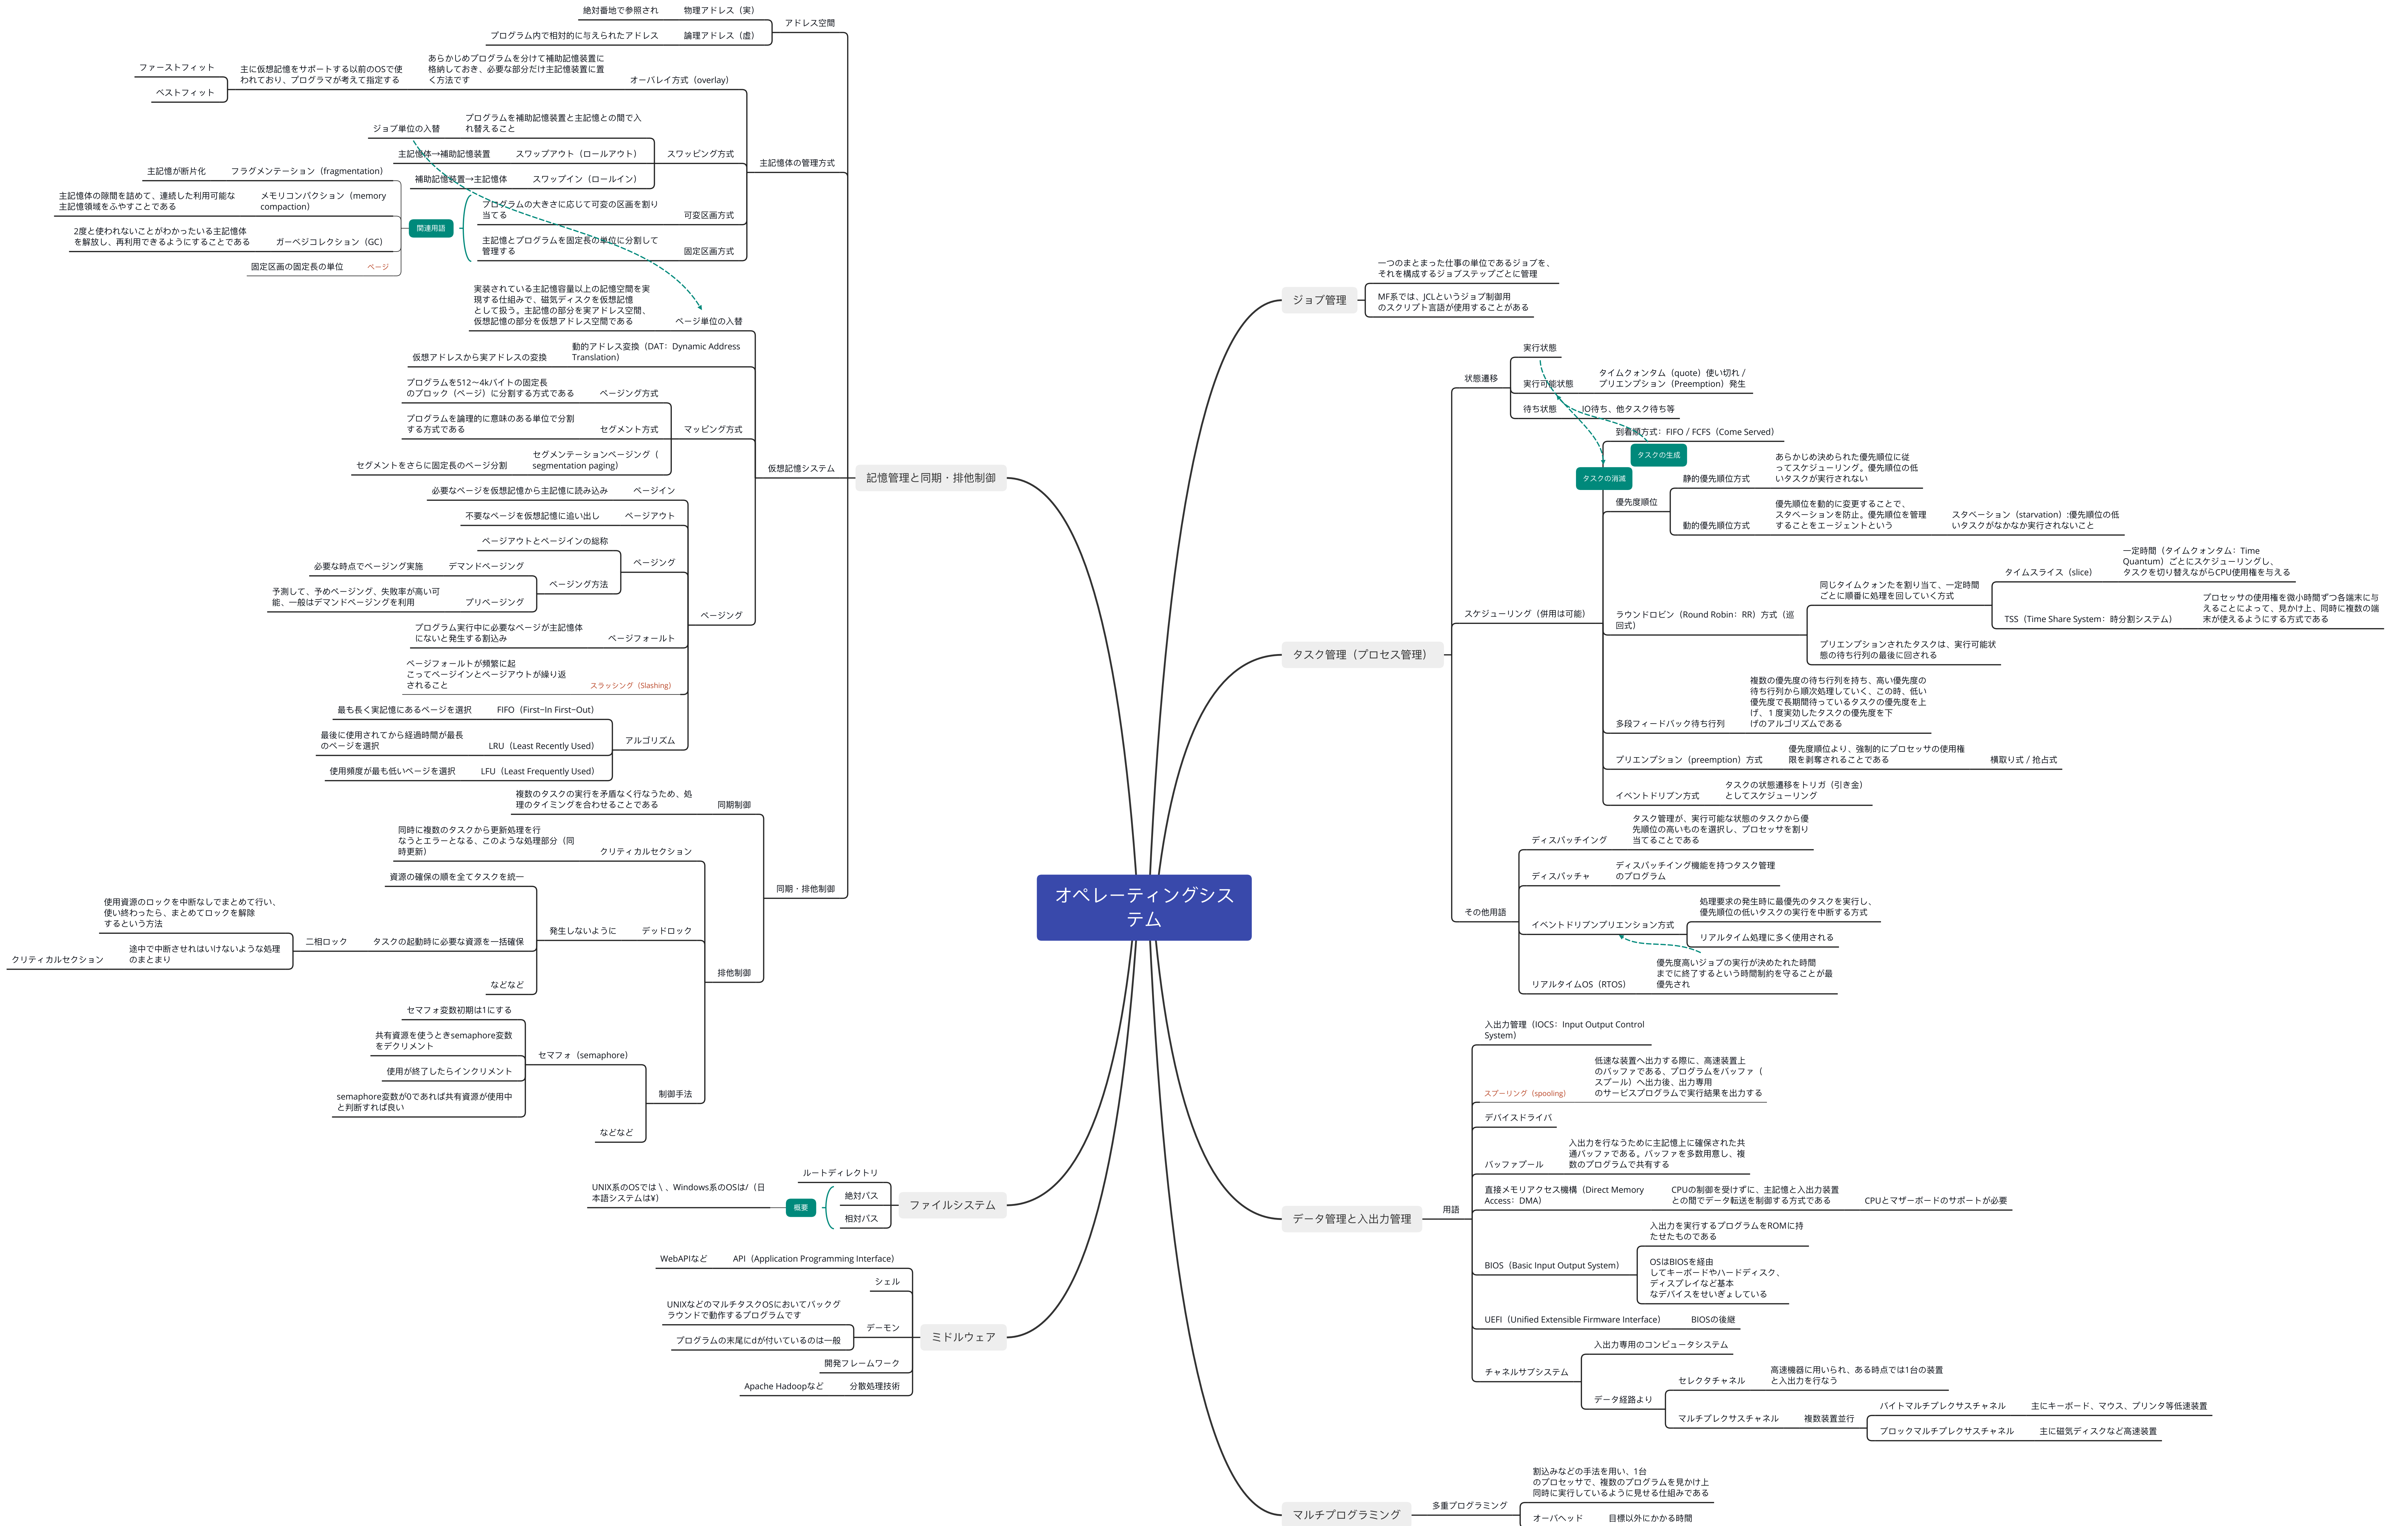 オペレーティングシス
テム
ジョブ管理
一つのまとまった仕事の単位であるジョブを、
それを構成するジョブステップごとに管理
MF系では、JCLというジョブ制御用
のスクリプト言語が使用することがある
タスク管理（プロセス管理）
状態遷移
実行状態
実行可能状態
タイムクォンタム（quote）使い切れ /
プリエンプション（Preemption）発生
待ち状態
IO待ち、他タスク待ち等
タスクの生成
タスクの消滅
スケジューリング（併用は可能）
到着順方式：FIFO / FCFS（Come Served）
優先度順位
静的優先順位方式
あらかじめ決められた優先順位に従
ってスケジューリング。優先順位の低
いタスクが実行されない
動的優先順位方式
優先順位を動的に変更することで、
スタベーションを防止。優先順位を管理
することをエージェントという
スタベーション（starvation）:優先順位の低
いタスクがなかなか実行されないこと
ラウンドロビン（Round Robin：RR）方式（巡
回式）
同じタイムクォンたを割り当て、一定時間
ごとに順番に処理を回していく方式
タイムスライス（slice）
一定時間（タイムクォンタム：Time
Quantum）ごとにスケジューリングし、
タスクを切り替えながらCPU使用権を与える
TSS（Time Share System：時分割システム）
プロセッサの使用権を微小時間ずつ各端末に与
えることによって、見かけ上、同時に複数の端
末が使えるようにする方式である
プリエンプションされたタスクは、実行可能状
態の待ち行列の最後に回される
多段フィードバック待ち行列
複数の優先度の待ち行列を持ち、高い優先度の
待ち行列から順次処理していく、この時、低い
優先度で長期間待っているタスクの優先度を上
げ、１度実効したタスクの優先度を下
げのアルゴリズムである
プリエンプション（preemption）方式
優先度順位より、強制的にプロセッサの使用権
限を剥奪されることである
横取り式 / 抢占式
イベントドリブン方式
タスクの状態遷移をトリガ（引き金）
としてスケジューリング
その他用語
ディスパッチイング
タスク管理が、実行可能な状態のタスクから優
先順位の高いものを選択し、プロセッサを割り
当てることである
ディスパッチャ
ディスパッチイング機能を持つタスク管理
のプログラム
イベントドリブンプリエンション方式
処理要求の発生時に最優先のタスクを実行し、
優先順位の低いタスクの実行を中断する方式
リアルタイム処理に多く使用される
リアルタイムOS（RTOS）
優先度高いジョブの実行が決めたれた時間
までに終了するという時間制約を守ることが最
優先され
データ管理と入出力管理
用語
入出力管理（IOCS：Input Output Control
System）
スプーリング（spooling）
低速な装置へ出力する際に、高速装置上
のバッファである、プログラムをバッファ（
スプール）へ出力後、出力専用
のサービスプログラムで実行結果を出力する
デバイスドライバ
バッファプール
入出力を行なうために主記憶上に確保された共
通バッファである。バッファを多数用意し、複
数のプログラムで共有する
直接メモリアクセス機構（Direct Memory
Access：DMA）
CPUの制御を受けずに、主記憶と入出力装置
との間でデータ転送を制御する方式である
CPUとマザーボードのサポートが必要
BIOS（Basic Input Output System）
入出力を実行するプログラムをROMに持
たせたものである
OSはBIOSを経由
してキーボードやハードディスク、
ディスプレイなど基本
なデバイスをせいぎょしている
UEFI（Unified Extensible Firmware Interface）
BIOSの後継
チャネルサブシステム
入出力専用のコンピュータシステム
データ経路より
セレクタチャネル
高速機器に用いられ、ある時点では1台の装置
と入出力を行なう
マルチプレクサスチャネル
複数装置並行
バイトマルチプレクサスチャネル
主にキーボード、マウス、プリンタ等低速装置
ブロックマルチプレクサスチャネル
主に磁気ディスクなど高速装置
マルチプログラミング
多重プログラミング
割込みなどの手法を用い、1台
のプロセッサで、複数のプログラムを見かけ上
同時に実行しているように見せる仕組みである
オーバヘッド
目標以外にかかる時間
記憶管理と同期・排他制御
アドレス空間
物理アドレス（実）
絶対番地で参照され
論理アドレス（虚）
プログラム内で相対的に与えられたアドレス
主記憶体の管理方式
オーバレイ方式（overlay）
あらかじめプログラムを分けて補助記憶装置に
格納しておき、必要な部分だけ主記憶装置に置
く方法です
主に仮想記憶をサポートする以前のOSで使
われており、プログラマが考えて指定する
ファーストフィット
ベストフィット
スワッピング方式
プログラムを補助記憶装置と主記憶との間で入
れ替えること
ジョブ単位の入替
スワップアウト（ロールアウト）
主記憶体→補助記憶装置
スワップイン（ロールイン）
補助記憶装置→主記憶体
可変区画方式
プログラムの大きさに応じて可変の区画を割り
当てる
固定区画方式
主記憶とプログラムを固定長の単位に分割して
管理する
関連用語
フラグメンテーション（fragmentation）
主記憶が断片化
メモリコンパクション（memory
compaction）
主記憶体の隙間を詰めて、連続した利用可能な
主記憶領域をふやすことである
ガーベジコレクション（GC）
2度と使われないことがわかったいる主記憶体
を解放し、再利用できるようにすることである
ページ
固定区画の固定長の単位
仮想記憶システム
ページ単位の入替
実装されている主記憶容量以上の記憶空間を実
現する仕組みで、磁気ディスクを仮想記憶
として扱う。主記憶の部分を実アドレス空間、
仮想記憶の部分を仮想アドレス空間である
動的アドレス変換（DAT：Dynamic Address
Translation）
仮想アドレスから実アドレスの変換
マッピング方式
ページング方式
プログラムを512〜4kバイトの固定長
のブロック（ページ）に分割する方式である
セグメント方式
プログラムを論理的に意味のある単位で分割
する方式である
セグメンテーションページング（
segmentation paging）
セグメントをさらに固定長のページ分割
ページング
ページイン
必要なページを仮想記憶から主記憶に読み込み
ページアウト
不要なページを仮想記憶に追い出し
ページング
ページアウトとページインの総称
ページング方法
デマンドページング
必要な時点でページング実施
プリページング
予測して、予めページング、失敗率が高い可
能、一般はデマンドページングを利用
ページフォールト
プログラム実行中に必要なページが主記憶体
にないと発生する割込み
スラッシング（Slashing）
ページフォールトが頻繁に起
こってページインとページアウトが繰り返
されること
アルゴリズム
FIFO（First−In First−Out）
最も長く実記憶にあるページを選択
LRU（Least Recently Used）
最後に使用されてから経過時間が最長
のページを選択
LFU（Least Frequently Used）
使用頻度が最も低いページを選択
同期・排他制御
同期制御
複数のタスクの実行を矛盾なく行なうため、処
理のタイミングを合わせることである
排他制御
クリティカルセクション
同時に複数のタスクから更新処理を行
なうとエラーとなる、このような処理部分（同
時更新）
デッドロック
発生しないように
資源の確保の順を全てタスクを統一
タスクの起動時に必要な資源を一括確保
二相ロック
使用資源のロックを中断なしでまとめて行い、
使い終わったら、まとめてロックを解除
するという方法
途中で中断させれはいけないような処理
のまとまり
クリティカルセクション
などなど
制御手法
セマフォ（semaphore）
セマフォ変数初期は1にする
共有資源を使うときsemaphore変数
をデクリメント
使用が終了したらインクリメント
semaphore変数が0であれば共有資源が使用中
と判断すれば良い
などなど
ファイルシステム
ルートディレクトリ
絶対パス
相対パス
概要
UNIX系のOSでは \ 、Windows系のOSは/（日
本語システムは¥）
ミドルウェア
API（Application Programming Interface）
WebAPIなど
シェル
デーモン
UNIXなどのマルチタスクOSにおいてバックグ
ラウンドで動作するプログラムです
プログラムの末尾にdが付いているのは一般
開発フレームワーク
分散処理技術
Apache Hadoopなど